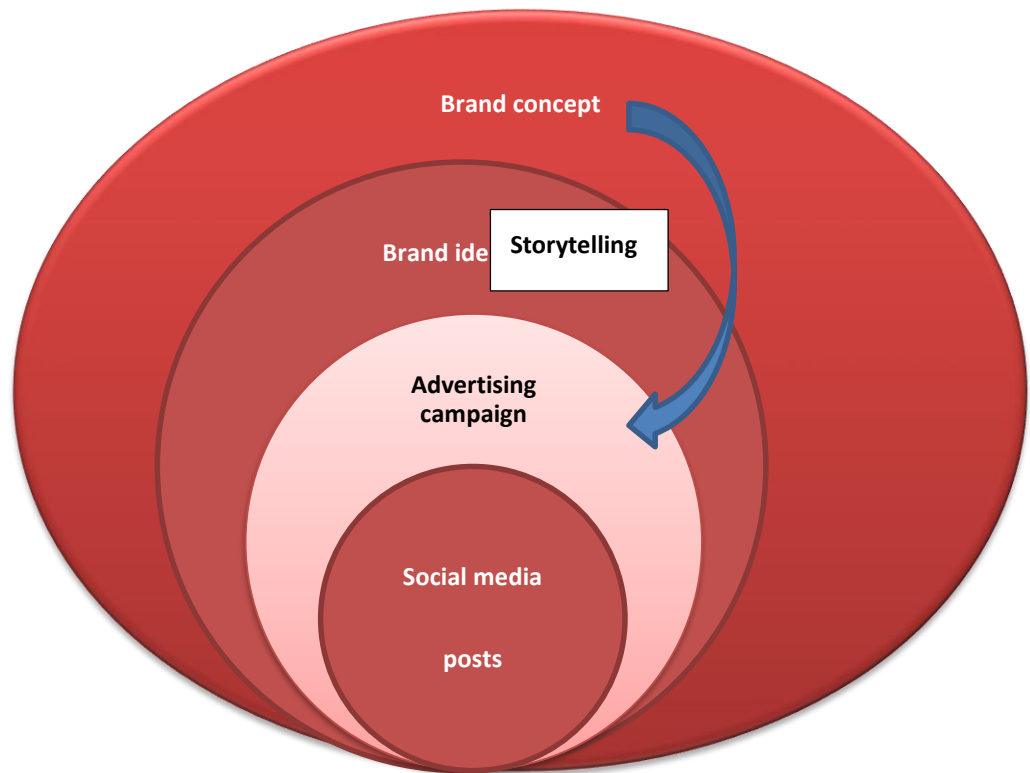 Brand concept
Brand ide
Storytelling
Advertising
campaign
Social media
posts